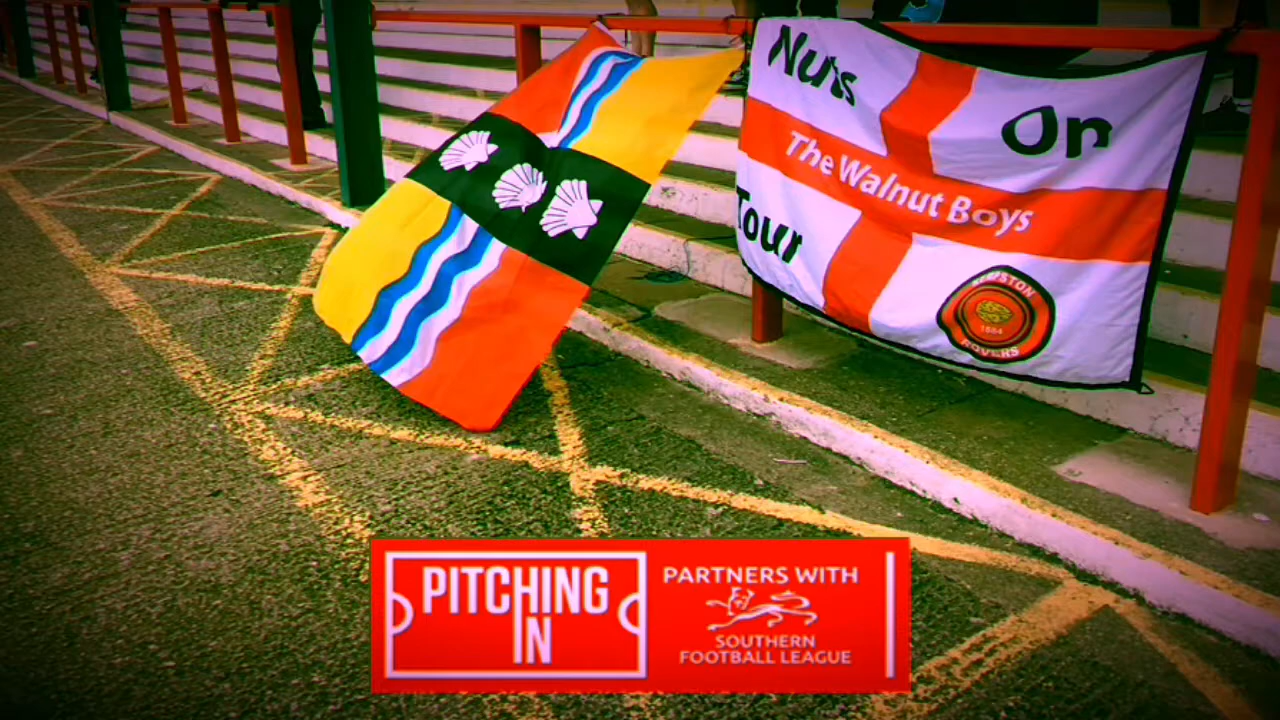 Nuts
On
The Walnut Boys
Tour
1884
ROVERS
PITCHING
IN
PARTNERS WITH
SOUTHERN
FOOTBALL LEAGUE